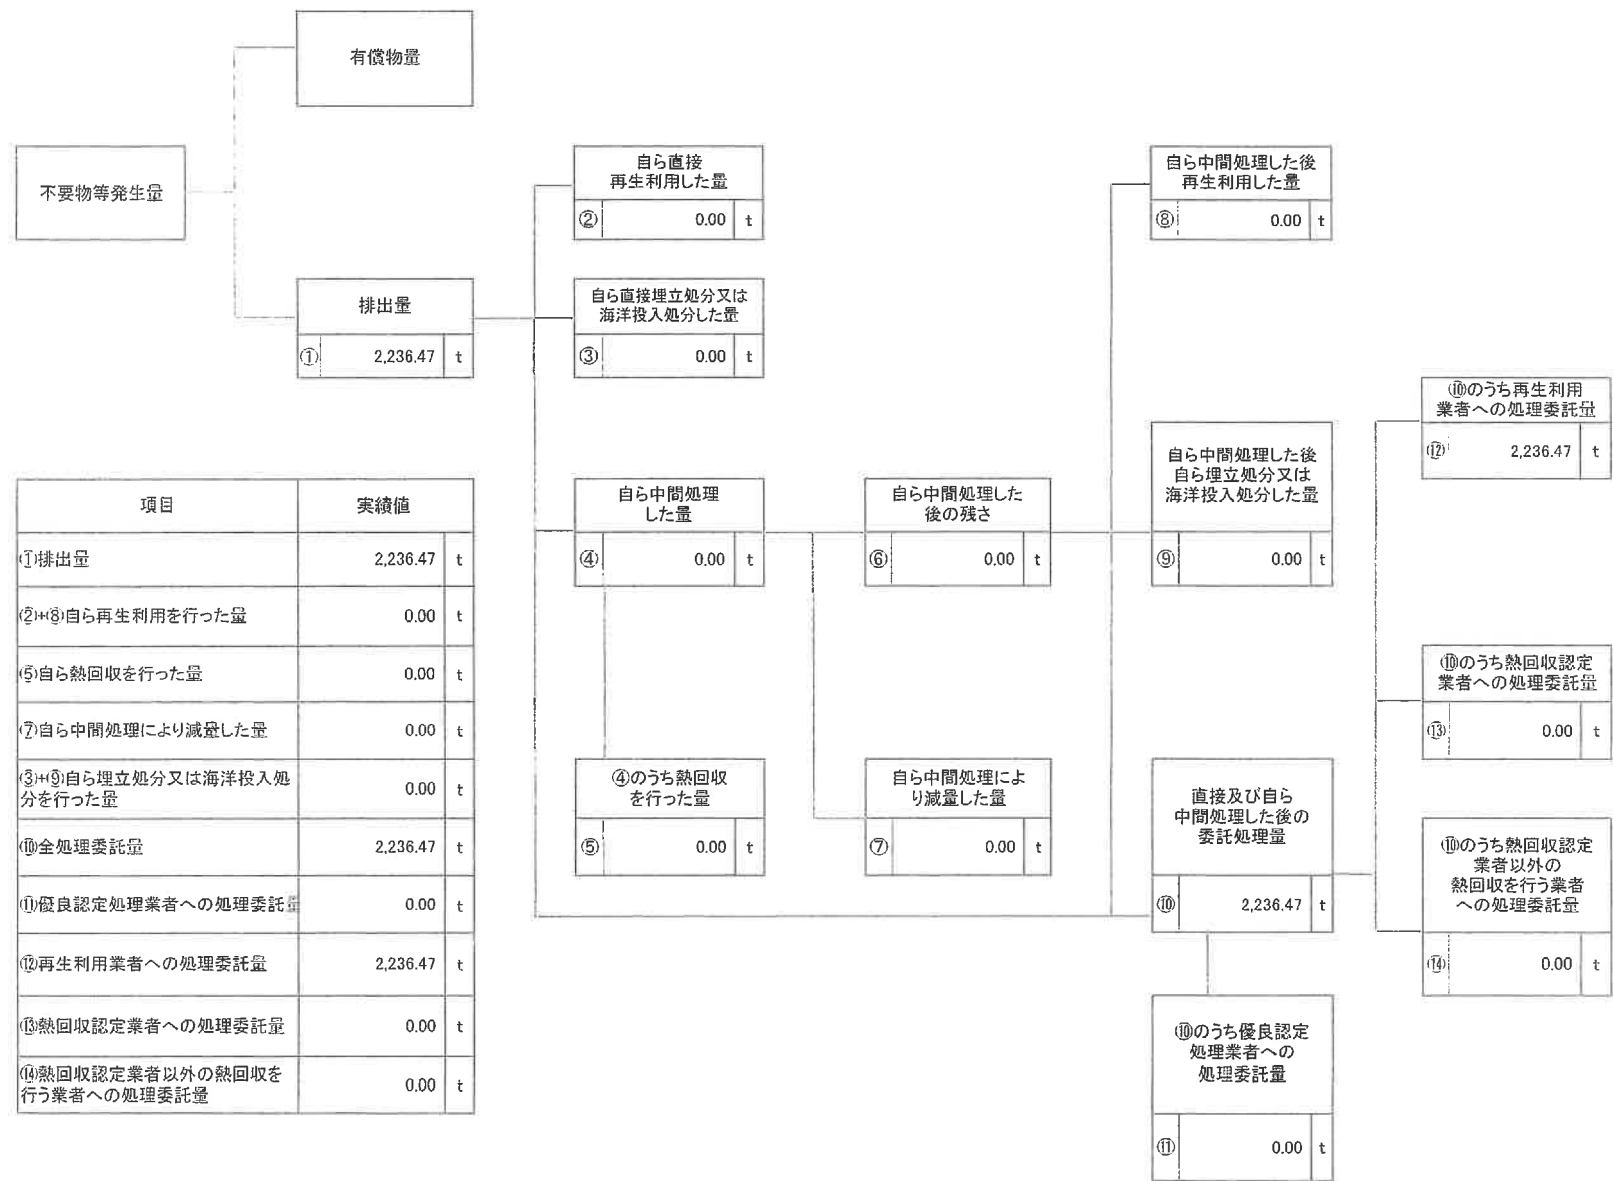 有償物量
不要物等発生量
排出量
① 2,236.47 t
自ら直接
再生利用した量
② 0.00 t
自ら直接埋立処分又は
海洋投入処分した量
③ 0.00 t
自ら中間処理
した量
④ 0.00 t
④のうち熱回収
を行った量
⑤ 0.00 t
自ら中間処理した
後の残さ
⑥ 0.00 t
自ら中間処理によ
り減量した量
⑦ 0.00 t
自ら中間処理した後
再生利用した量
⑧ 0.00 t
自ら中間処理した後
自ら埋立処分又は
海洋投入処分した量
⑨ 0.00 t
直接及び自ら
中間処理した後の
委託処理量
⑩ 2,236.47 t
⑩のうち優良認定
処理業者への
処理委託量
⑪ 0.00 t
⑩のうち再生利用
業者への処理委託量
⑫ 2,236.47 t
⑩のうち熱回収認定
業者への処理委託量
⑬ 0.00 t
⑩のうち熱回収認定
業者以外の
熱回収を行う業者
への処理委託量
⑭ 0.00 t
項目 実績値
①排出量 2,236.47 t
②+⑧自ら再生利用を行った量 0.00 t
⑤自ら熱回収を行った量 0.00 t
⑦自ら中間処理により減量した量 0.00 t
③+⑨自ら埋立処分又は海洋投入処
分を行った量 0.00 t
⑩全処理委託量 2,236.47 t
⑪優良認定処理業者への処理委託量 0.00 t
⑫再生利用業者への処理委託量 2,236.47 t
⑬熱回収認定業者への処理委託量 0.00 t
⑭熱回収認定業者以外の熱回収を
行う業者への処理委託量 0.00 t